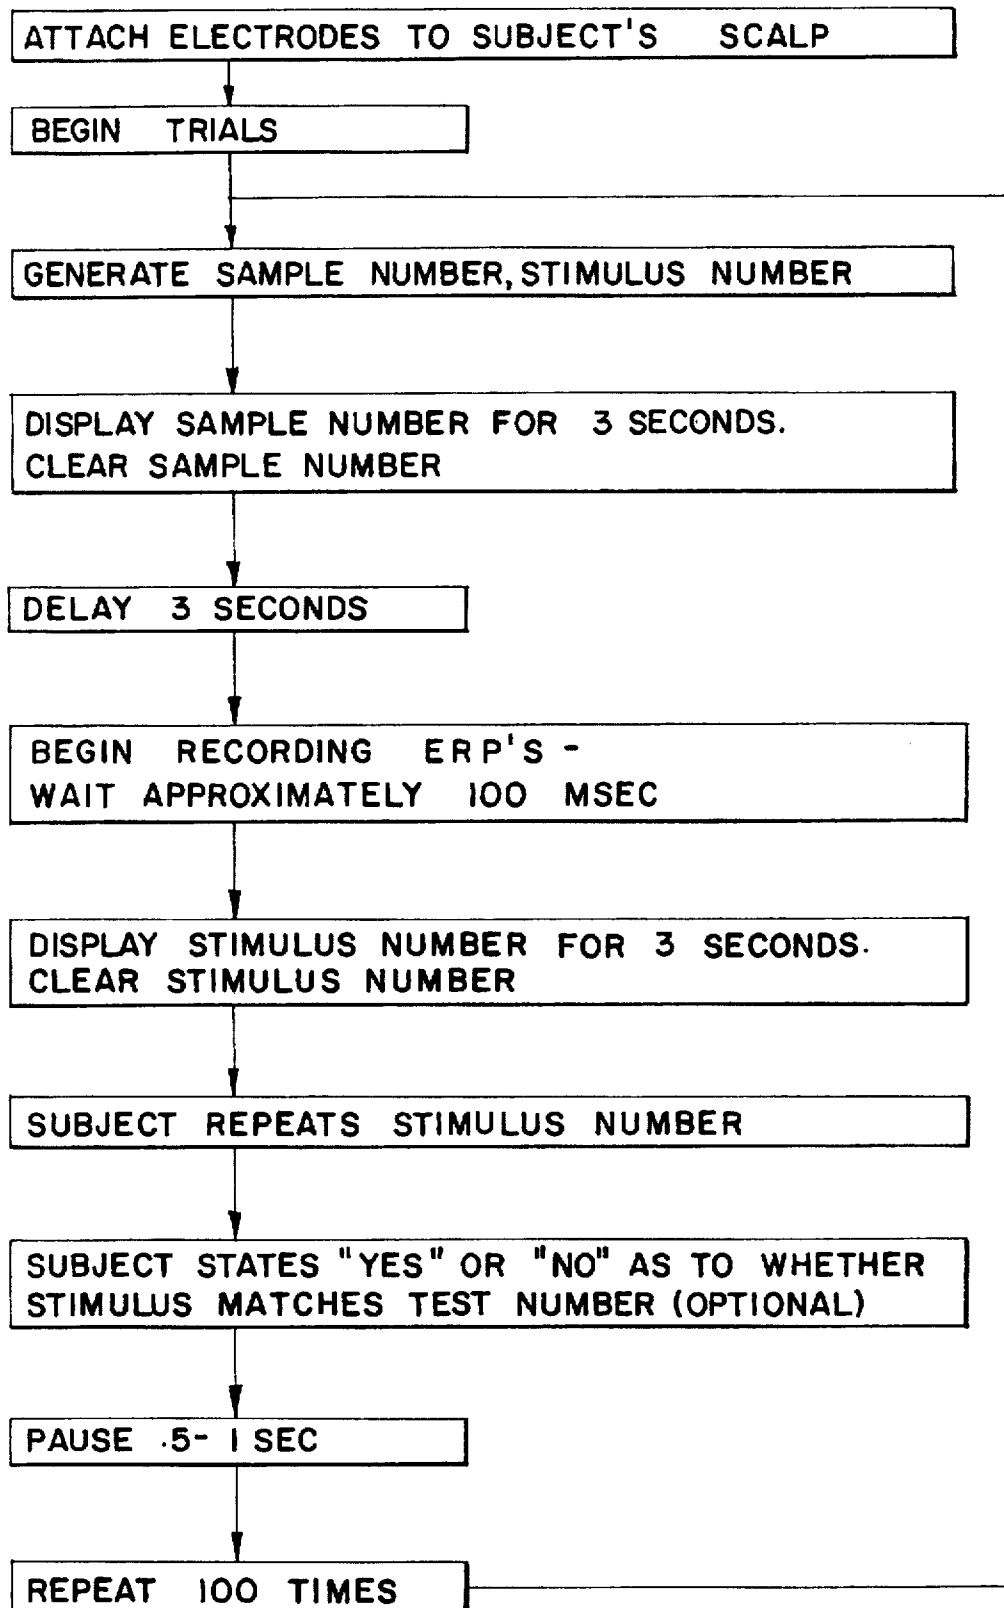 ATTACH ELECTRODES TO SUBJECT'S SCALP
BEGIN TRIALS
GENERATE SAMPLE NUMBER, STIMULUS NUMBER
DISPLAY SAMPLE NUMBER FOR 3 SECONDS.
CLEAR SAMPLE NUMBER
DELAY 3 SECONDS
BEGIN RECORDING ERP'S -
WAIT APPROXIMATELY 100 MSEC
DISPLAY STIMULUS NUMBER FOR 3 SECONDS.
CLEAR STIMULUS NUMBER
SUBJECT REPEATS STIMULUS NUMBER
SUBJECT STATES "YES" OR "NO" AS TO WHETHER
STIMULUS MATCHES TEST NUMBER (OPTIONAL)
PAUSE .5- 1 SEC
REPEAT 100 TIMES